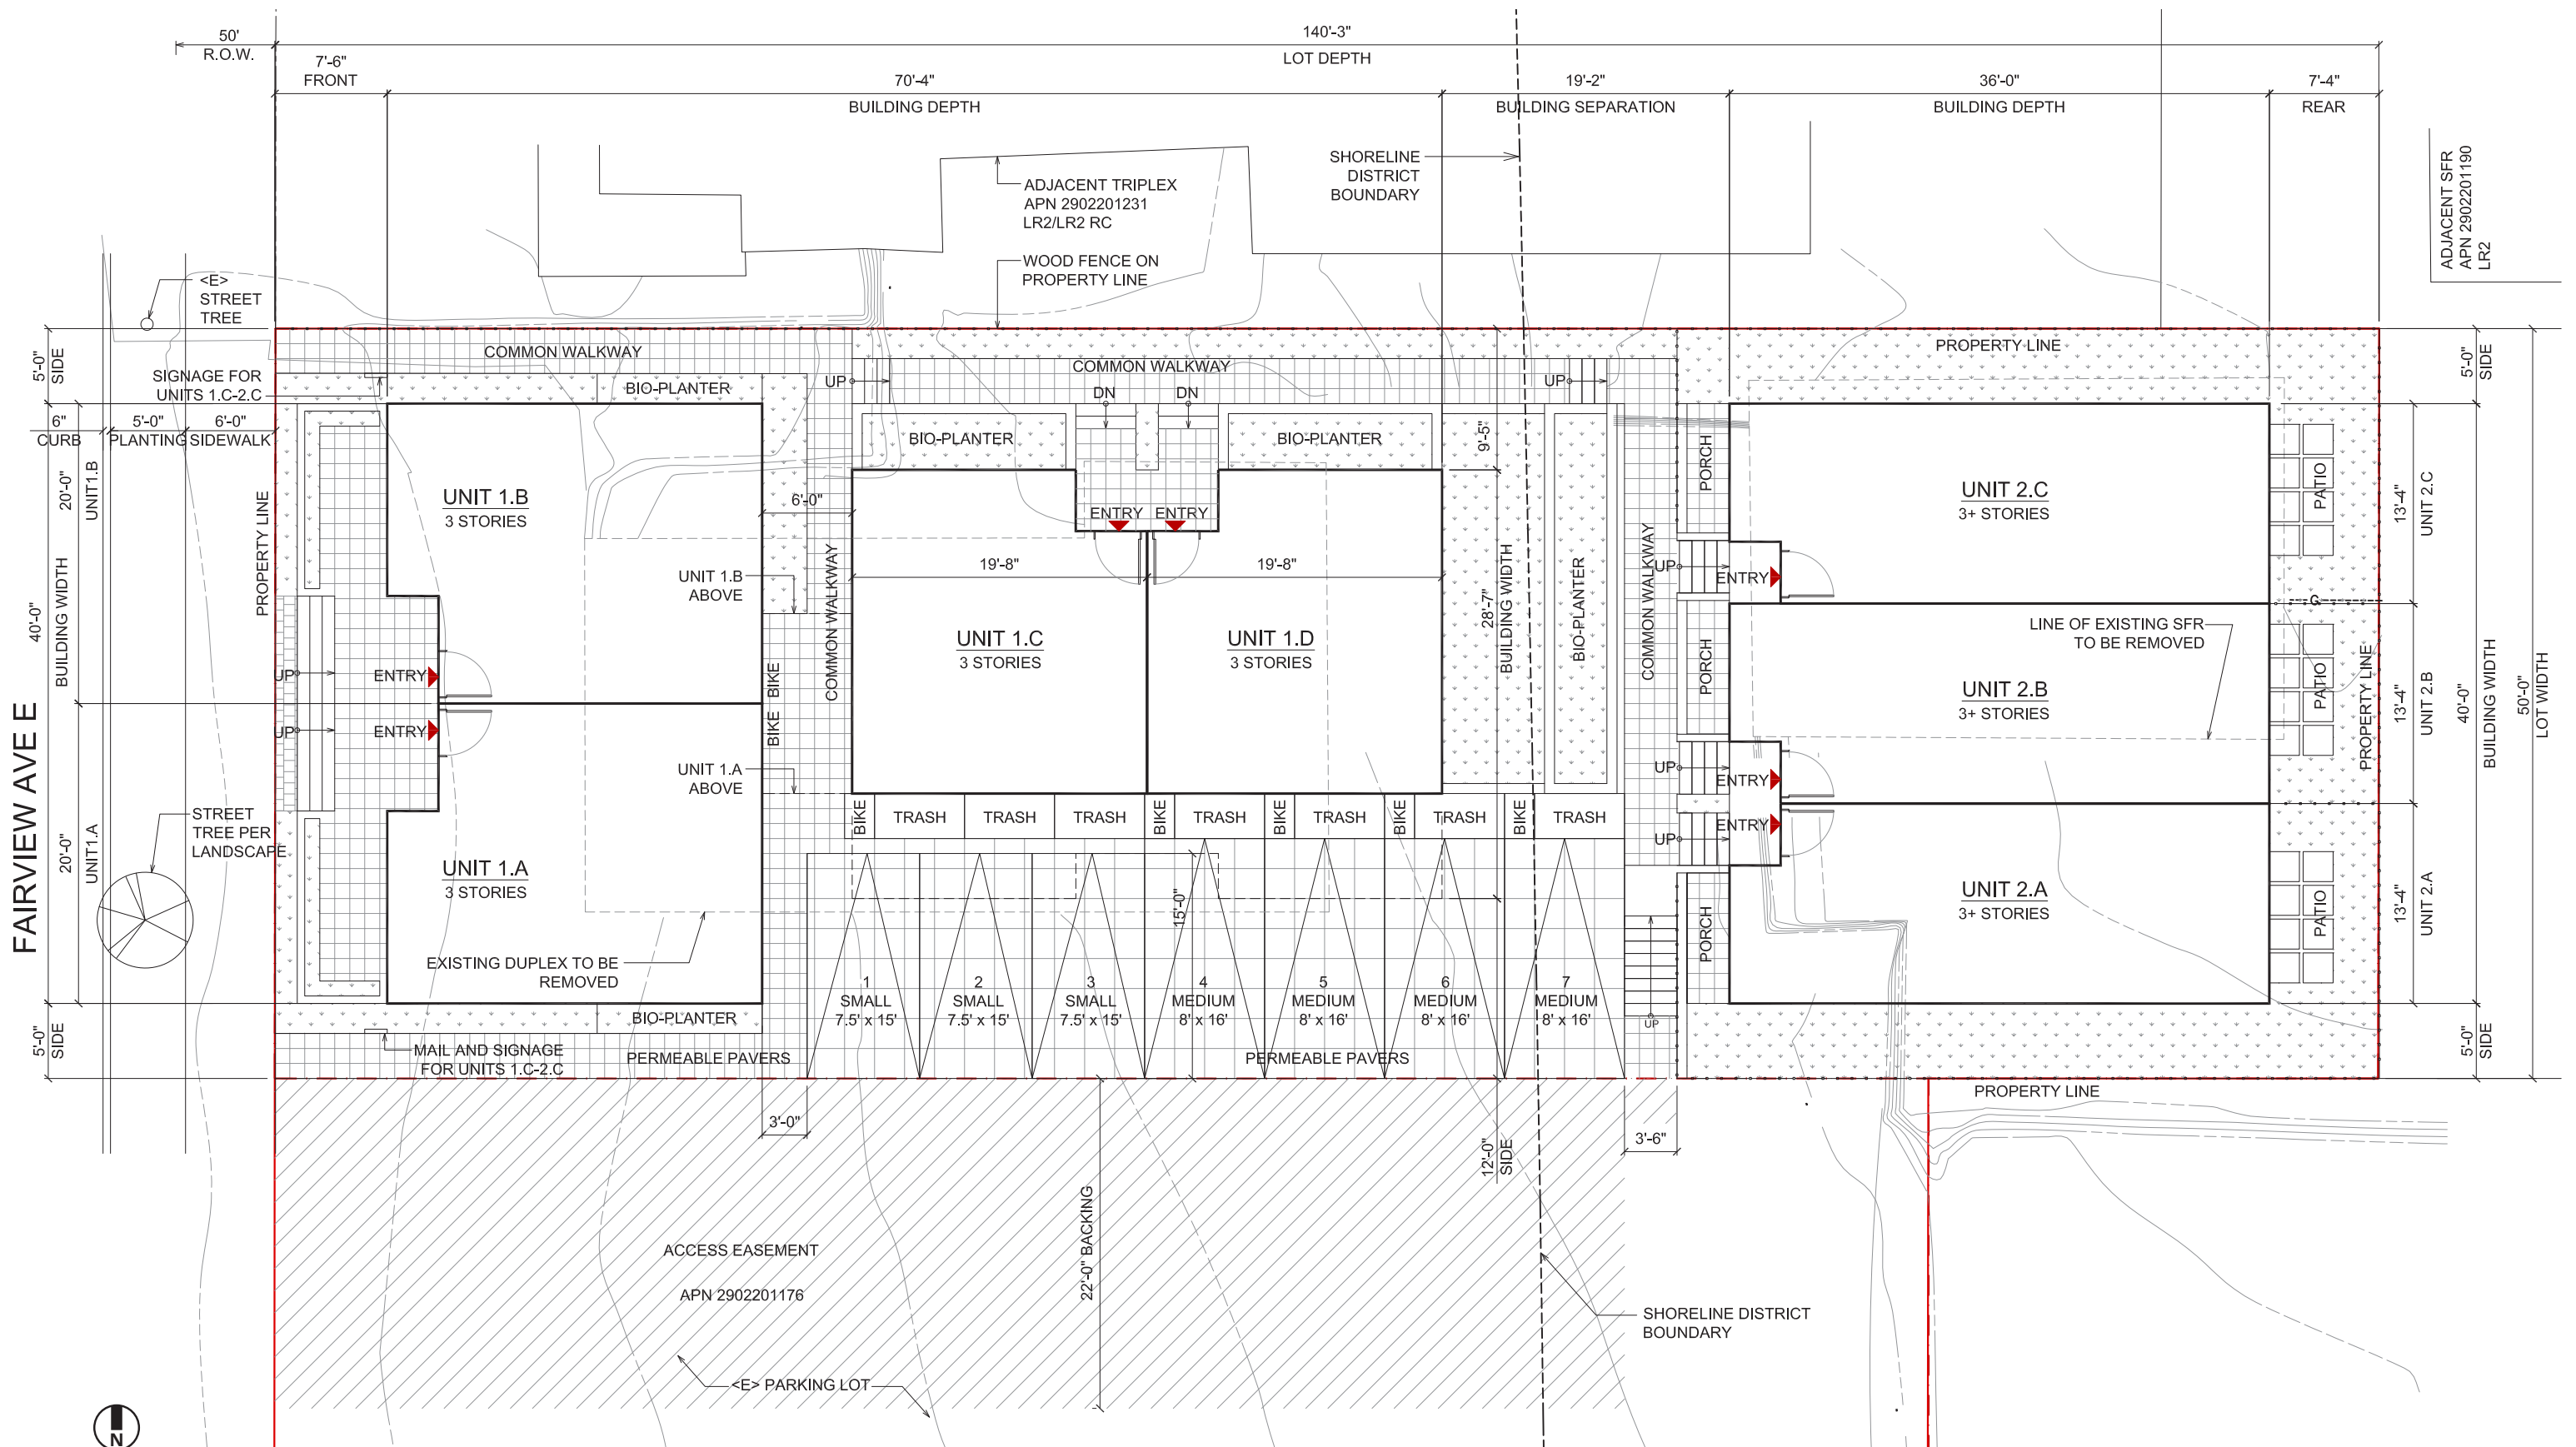 50'
R.O.W.
140'-3"
LOT DEPTH
7'-6"
FRONT
70'-4"
BUILDING DEPTH
19'-2"
BUILDING SEPARATION
36'-0"
BUILDING DEPTH
7'-4"
REAR
SHORELINE
DISTRICT
BOUNDARY
ADJACENT TRIPLEX
APN 2902201231
LR2/LR2 RC
WOOD FENCE ON
PROPERTY LINE
ADJACENT SFR
APN 2902201190
LR2
<E>
STREET
TREE
5'-0"
SIDE
SIGNAGE FOR
UNITS 1.C-2.C
6"
CURB
5'-0"
PLANTING
6'-0"
SIDEWALK
COMMON WALKWAY
BIO-PLANTER
UP
COMMON WALKWAY
DN
DN
UP
BIO-PLANTER
BIO-PLANTER
9'-5"
PROPERTY LINE
5'-0"
SIDE
40'-0"
BUILDING WIDTH
20'-0"
UNIT1.B
20'-0"
UNIT1.A
PROPERTY LINE
UNIT 1.B
3 STORIES
6'-0"
COMMON WALKWAY
UNIT 1.B
ABOVE
BIKE
BIKE
UNIT 1.A
ABOVE
ENTRY
ENTRY
19'-8"
19'-8"
UNIT 1.C
3 STORIES
UNIT 1.D
3 STORIES
28'-7"
BUILDING WIDTH
BIO-PLANTER
COMMON WALKWAY
PORCH
UP
ENTRY
UNIT 2.C
3+ STORIES
PATIO
13'-4"
UNIT 2.C
PORCH
UP
ENTRY
UNIT 2.B
3+ STORIES
LINE OF EXISTING SFR
TO BE REMOVED
PATIO
PROPERTY LINE
13'-4"
UNIT 2.B
40'-0"
BUILDING WIDTH
50'-0"
LOT WIDTH
UP
ENTRY
UP
ENTRY
FAIRVIEW AVE E
STREET
TREE PER
LANDSCAPE
UNIT 1.A
3 STORIES
EXISTING DUPLEX TO BE
REMOVED
BIKE
TRASH
TRASH
TRASH
BIKE
TRASH
BIKE
TRASH
BIKE
TRASH
BIKE
TRASH
15'-0"
1
SMALL
7.5' x 15'
2
SMALL
7.5' x 15'
3
SMALL
7.5' x 15'
4
MEDIUM
8' x 16'
5
MEDIUM
8' x 16'
6
MEDIUM
8' x 16'
7
MEDIUM
8' x 16'
UP
ENTRY
PORCH
UP
UNIT 2.A
3+ STORIES
PATIO
13'-4"
UNIT 2.A
5'-0"
SIDE
BIO-PLANTER
MAIL AND SIGNAGE
FOR UNITS 1.C-2.C
PERMEABLE PAVERS
PERMEABLE PAVERS
PROPERTY LINE
5'-0"
SIDE
3'-0"
12'-0"
SIDE
3'-6"
22'-0" BACKING
ACCESS EASEMENT
APN 2902201176
<E> PARKING LOT
SHORELINE DISTRICT
BOUNDARY
N